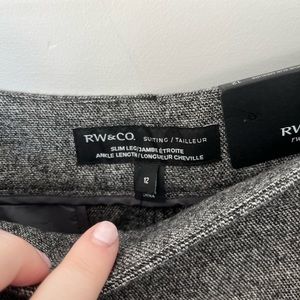 RW&CO. SUITING / TAILLEUR
SLIM LEG/JAMBE ÉTROITE
ANKLE LENGTH/LONGUEUR CHEVILLE
12
RW